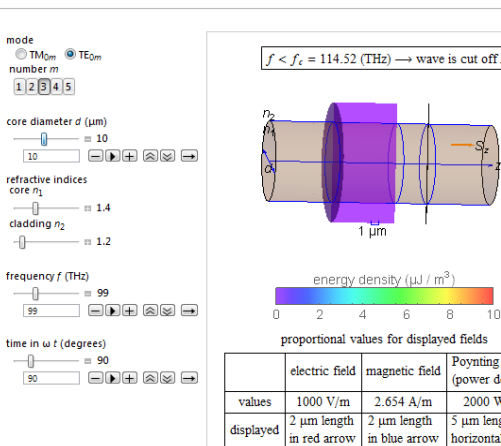 mode
TM0m TE0m
number m
1 2 3 4 5
core diameter d (µm)
10
10
refractive indices
core n1
1.4
cladding n2
1.2
frequency f (THz)
99
99
time in ω t (degrees)
90
90
f < fc = 114.52 (THz) ⟶ wave is cut off.
n2
n1
d
Sz
z
1 µm
energy density (µJ / m³)
0 2 4 6 8 10
proportional values for displayed fields
electric field magnetic field Poynting
(power de
values 1000 V/m 2.654 A/m 2000 W
displayed 2 µm length 2 µm length 5 µm leng
in red arrow in blue arrow horizonta